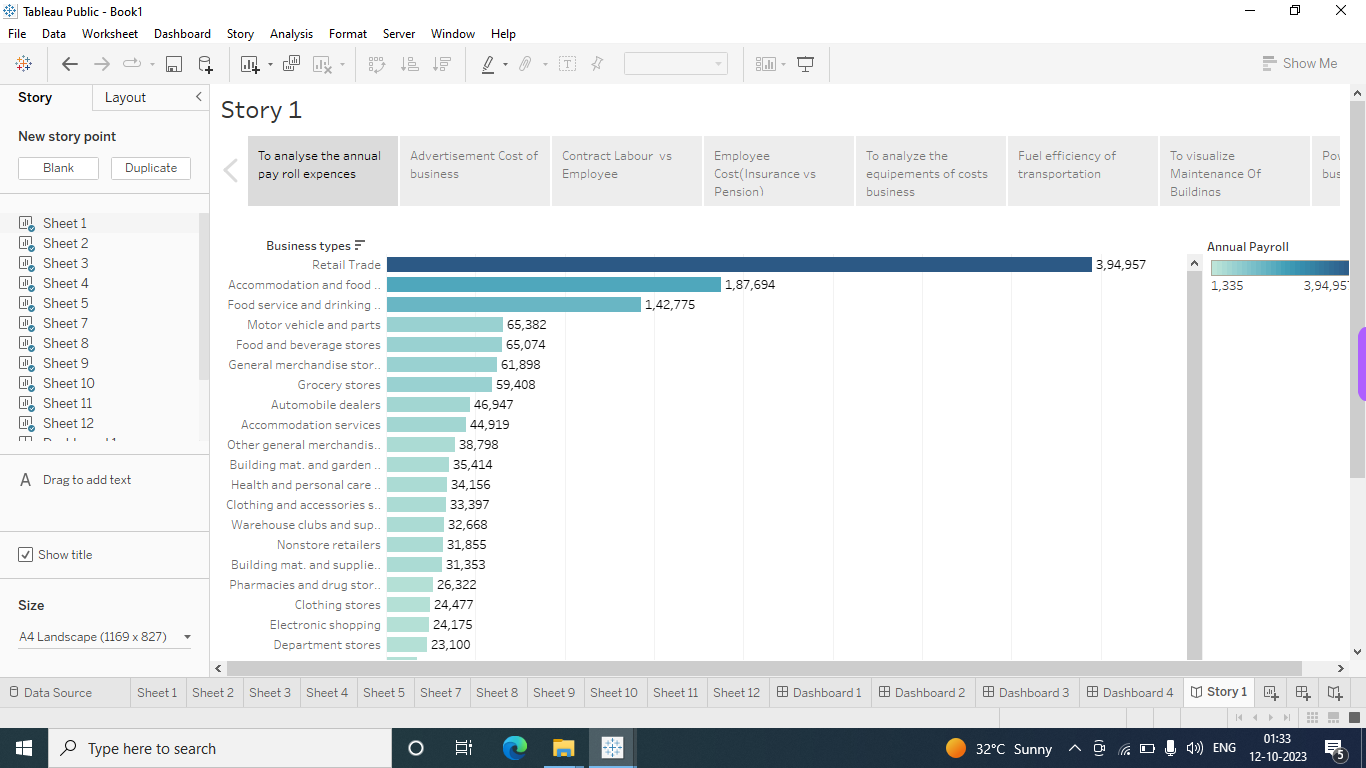 Tableau Public - Book1
File Data Worksheet Dashboard Story Analysis Format Server Window Help
Show Me
Story Layout
New story point
Blank Duplicate
Sheet 1
Sheet 2
Sheet 3
Sheet 4
Sheet 5
Sheet 7
Sheet 8
Sheet 9
Sheet 10
Sheet 11
Sheet 12
A Drag to add text
Show title
Size
A4 Landscape (1169 x 827)
Story 1
To analyse the annual
pay roll expences
Advertisement Cost of
business
Contract Labour vs
Employee
Employee
Cost(Insurance vs
Pension)
To analyze the
equipements of costs
business
Fuel efficiency of
transportation
To visualize
Maintenance Of
Buildings
Business types
Retail Trade 3,94,957
Accommodation and food .. 1,87,694
Food service and drinking .. 1,42,775
Motor vehicle and parts 65,382
Food and beverage stores 65,074
General merchandise stor.. 61,898
Grocery stores 59,408
Automobile dealers 46,947
Accommodation services 44,919
Other general merchandis.. 38,798
Building mat. and garden .. 35,414
Health and personal care .. 34,156
Clothing and accessories s.. 33,397
Warehouse clubs and sup.. 32,668
Nonstore retailers 31,855
Building mat. and supplie.. 31,353
Pharmacies and drug stor.. 26,322
Clothing stores 24,477
Electronic shopping 24,175
Department stores 23,100
Annual Payroll
1,335 3,94,957
Data Source Sheet 1 Sheet 2 Sheet 3 Sheet 4 Sheet 5 Sheet 7 Sheet 8 Sheet 9 Sheet 10 Sheet 11 Sheet 12 Dashboard 1 Dashboard 2 Dashboard 3 Dashboard 4 Story 1
Type here to search
32°C Sunny
ENG
01:33
12-10-2023
5